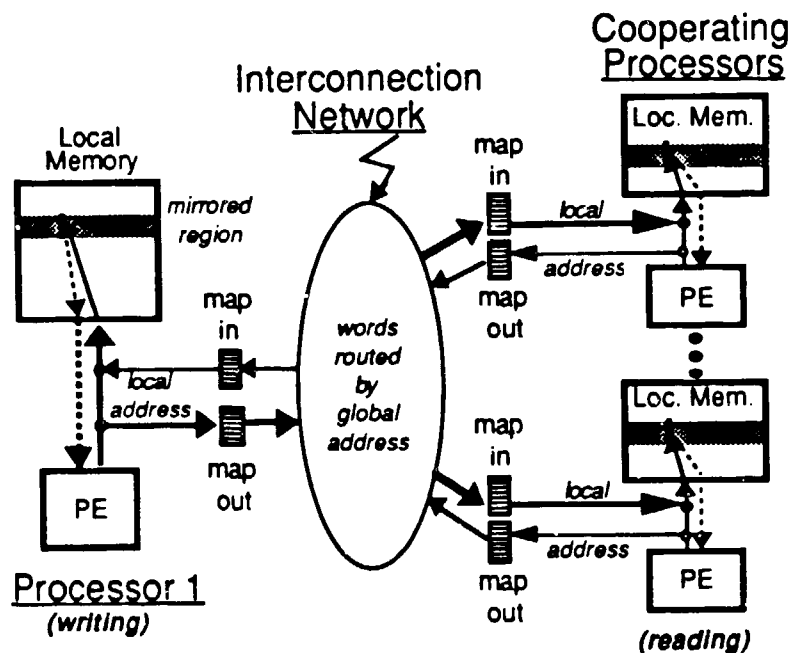 Cooperating
Processors
Interconnection
Network
Local
Memory
mirrored
region
map
in
local
address
map
out
PE
Processor 1
(writing)
words
routed
by
global
address
map
in
local
address
map
out
Loc. Mem.
PE
map
in
local
address
map
out
Loc. Mem.
PE
(reading)